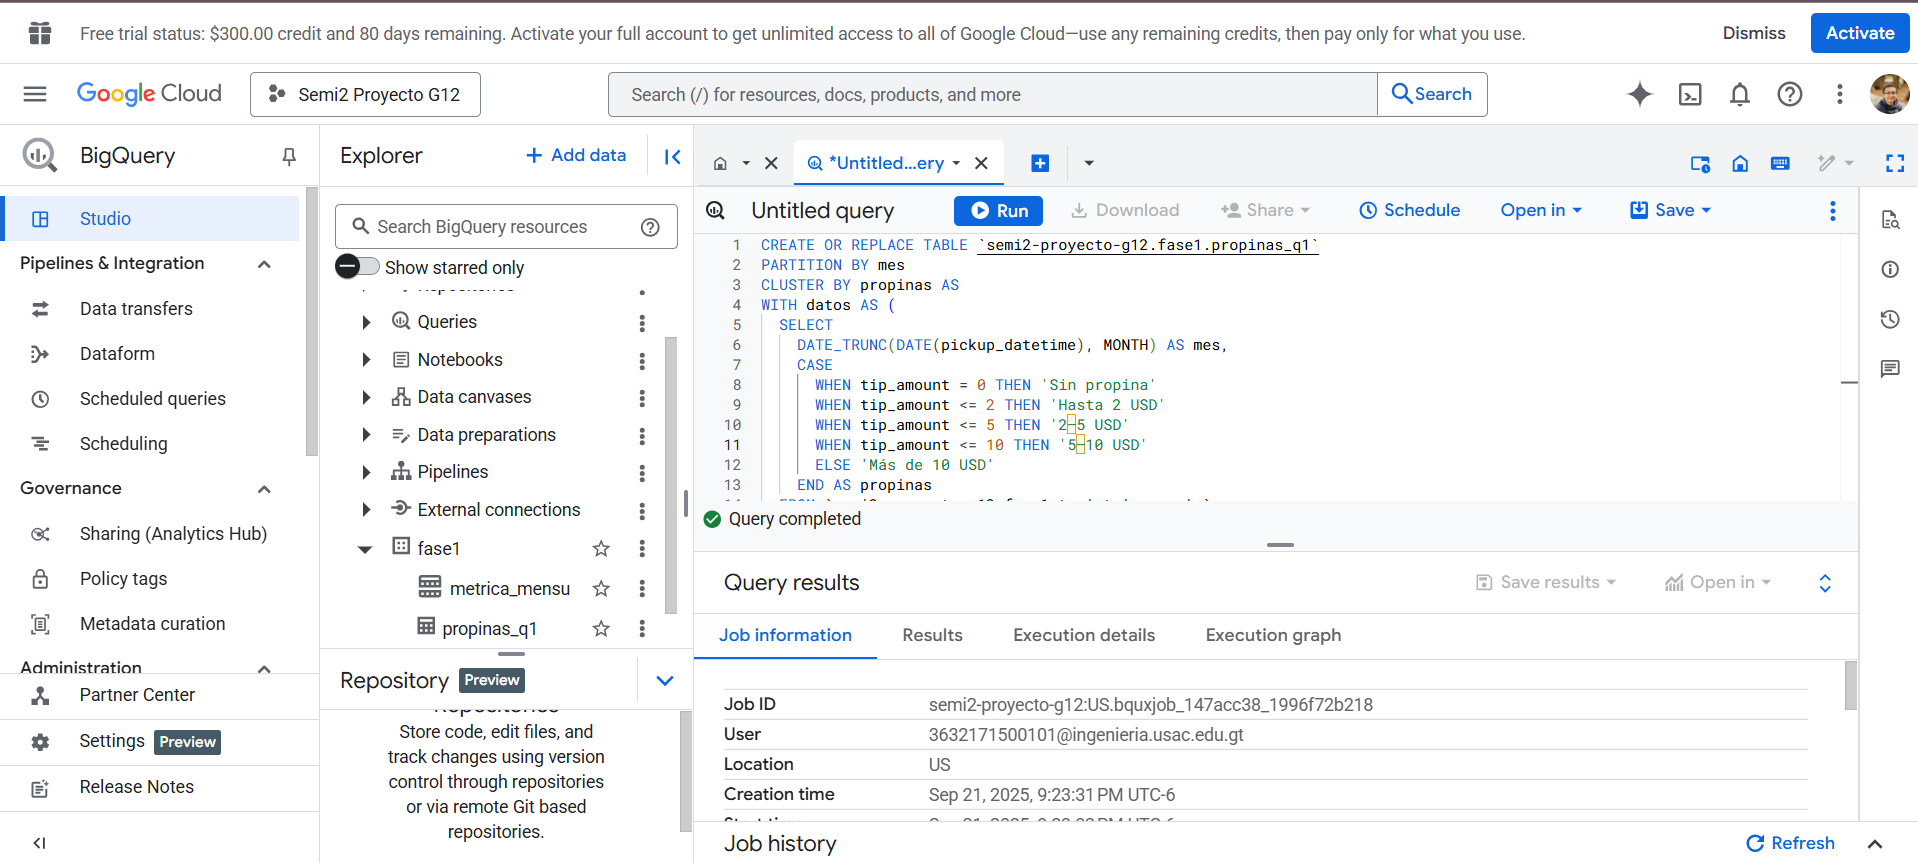 Free trial status: $300.00 credit and 80 days remaining. Activate your full account to get unlimited access to all of Google Cloud—use any remaining credits, then pay only for what you use.
Dismiss
Activate
Google Cloud
Semi2 Proyecto G12
Search (/) for resources, docs, products, and more
Search
BigQuery
Studio
Pipelines & Integration
Data transfers
Dataform
Scheduled queries
Scheduling
Governance
Sharing (Analytics Hub)
Policy tags
Metadata curation
Administration
Partner Center
Settings Preview
Release Notes
Explorer
+ Add data
Search BigQuery resources
Show starred only
Repositories
Queries
Notebooks
Data canvases
Data preparations
Pipelines
External connections
fase1
metrica_mensu
propinas_q1
Repository Preview
Repositories
Store code, edit files, and
track changes using version
control through repositories
or via remote Git based
repositories.
*Untitled...ery
Untitled query
Run
Download
Share
Schedule
Open in
Save
1 CREATE OR REPLACE TABLE `semi2-proyecto-g12.fase1.propinas_q1`
2 PARTITION BY mes
3 CLUSTER BY propinas AS
4 WITH datos AS (
5 SELECT
6 DATE_TRUNC(DATE(pickup_datetime), MONTH) AS mes,
7 CASE
8 WHEN tip_amount = 0 THEN 'Sin propina'
9 WHEN tip_amount <= 2 THEN 'Hasta 2 USD'
10 WHEN tip_amount <= 5 THEN '2–5 USD'
11 WHEN tip_amount <= 10 THEN '5–10 USD'
12 ELSE 'Más de 10 USD'
13 END AS propinas
Query completed
Query results
Save results
Open in
Job information
Results
Execution details
Execution graph
Job ID semi2-proyecto-g12:US.bquxjob_147acc38_1996f72b218
User 3632171500101@ingenieria.usac.edu.gt
Location US
Creation time Sep 21, 2025, 9:23:31 PM UTC-6
Job history
Refresh